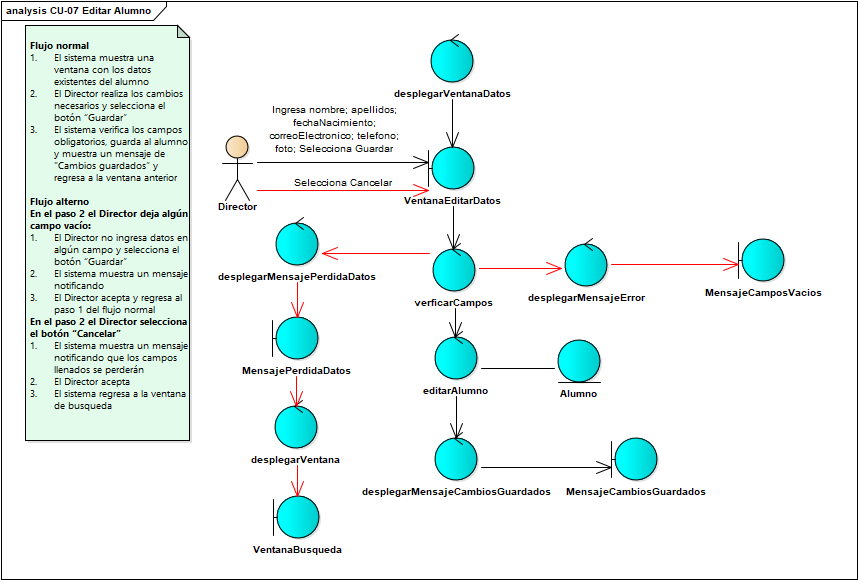 analysis CU-07 Editar Alumno
Flujo normal
1. El sistema muestra una
ventana con los datos
existentes del alumno
2. El Director realiza los cambios
necesarios y selecciona el
botón “Guardar”
3. El sistema verifica los campos
obligatorios, guarda al alumno
y muestra un mensaje de
“Cambios guardados” y
regresa a la ventana anterior
Flujo alterno
En el paso 2 el Director deja algún
campo vacío:
1. El Director no ingresa datos en
algún campo y selecciona el
botón “Guardar”
2. El sistema muestra un mensaje
notificando
3. El Director acepta y regresa al
paso 1 del flujo normal
En el paso 2 el Director selecciona
el botón “Cancelar”
1. El sistema muestra un mensaje
notificando que los campos
llenados se perderán
2. El Director acepta
3. El sistema regresa a la ventana
de busqueda
desplegarVentanaDatos
Ingresa nombre; apellidos;
fechaNacimiento;
correoElectronico; telefono;
foto; Selecciona Guardar
Selecciona Cancelar
Director
VentanaEditarDatos
desplegarMensajePerdidaDatos
verficarCampos
desplegarMensajeError
MensajeCamposVacios
MensajePerdidaDatos
editarAlumno
Alumno
desplegarVentana
desplegarMensajeCambiosGuardados
MensajeCambiosGuardados
VentanaBusqueda